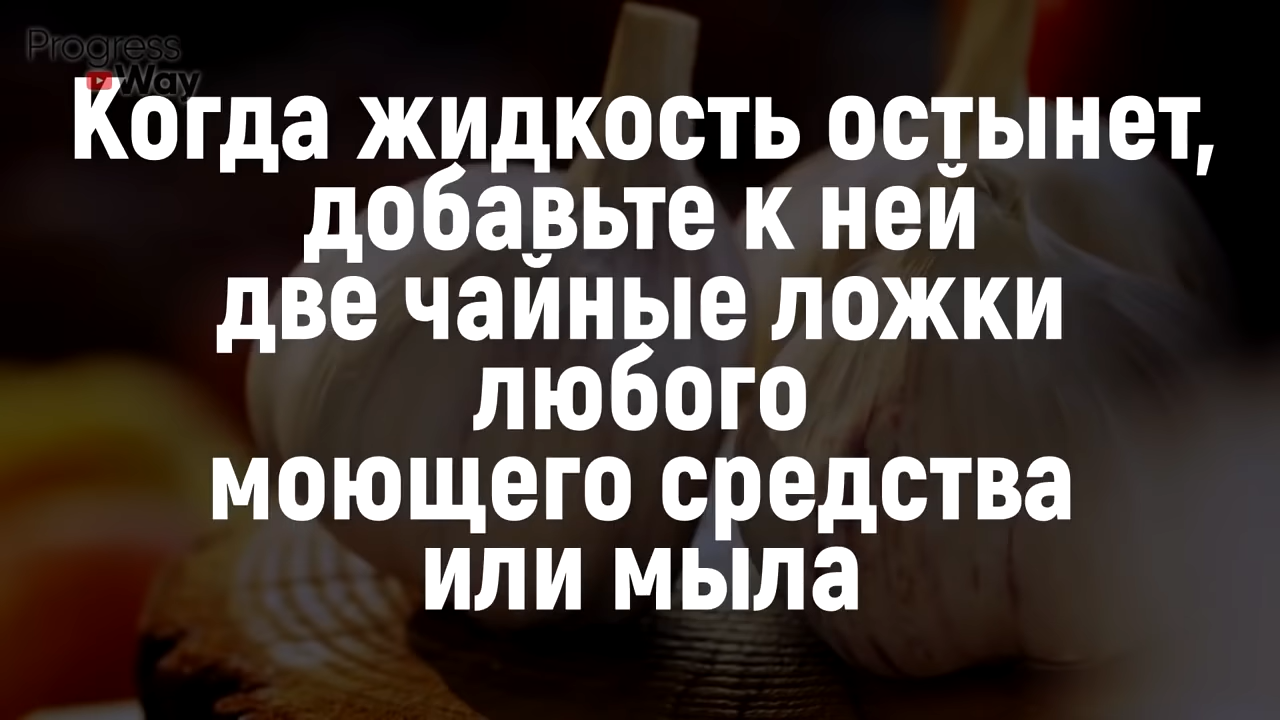 Progress
Way
Когда жидкость остынет,
добавьте к ней
две чайные ложки
любого
моющего средства
или мыла